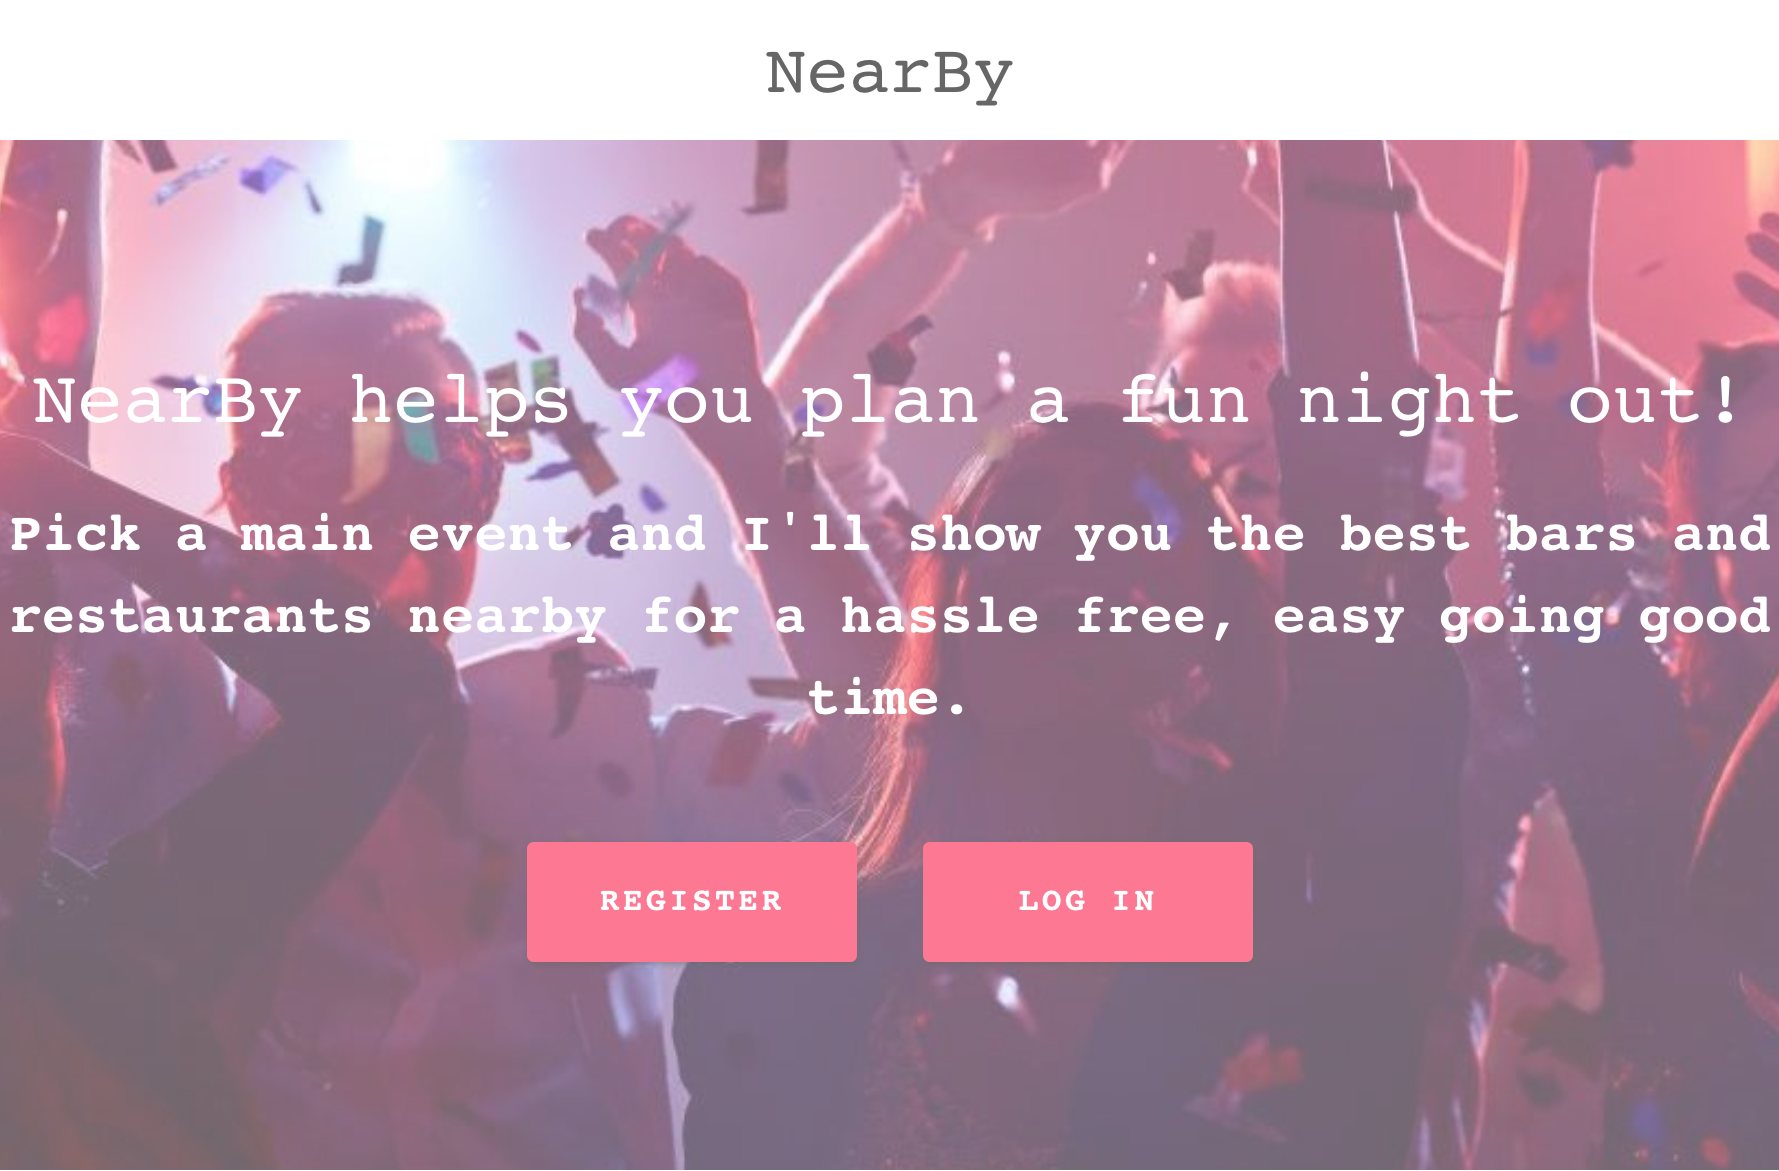 NearBy
NearBy helps you plan a fun night out!
Pick a main event and I'll show you the best bars and
restaurants nearby for a hassle free, easy going good
time.
REGISTER
LOG IN